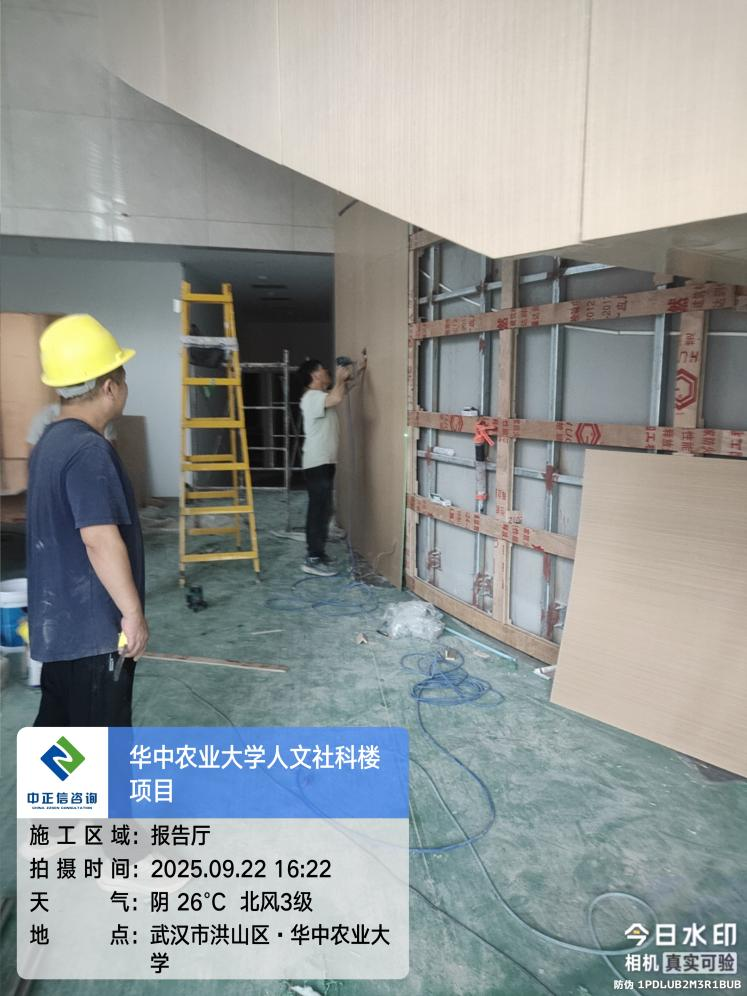 中正信咨询
CHINA ZOSIN CONSULTATION
华中农业大学人文社科楼
项目
施工区域：报告厅
拍摄时间：2025.09.22 16:22
天气：阴 26℃ 北风3级
地点：武汉市洪山区·华中农业大
学
今日水印
相机 真实可验
防伪 1PDLUB2M3R1BUB